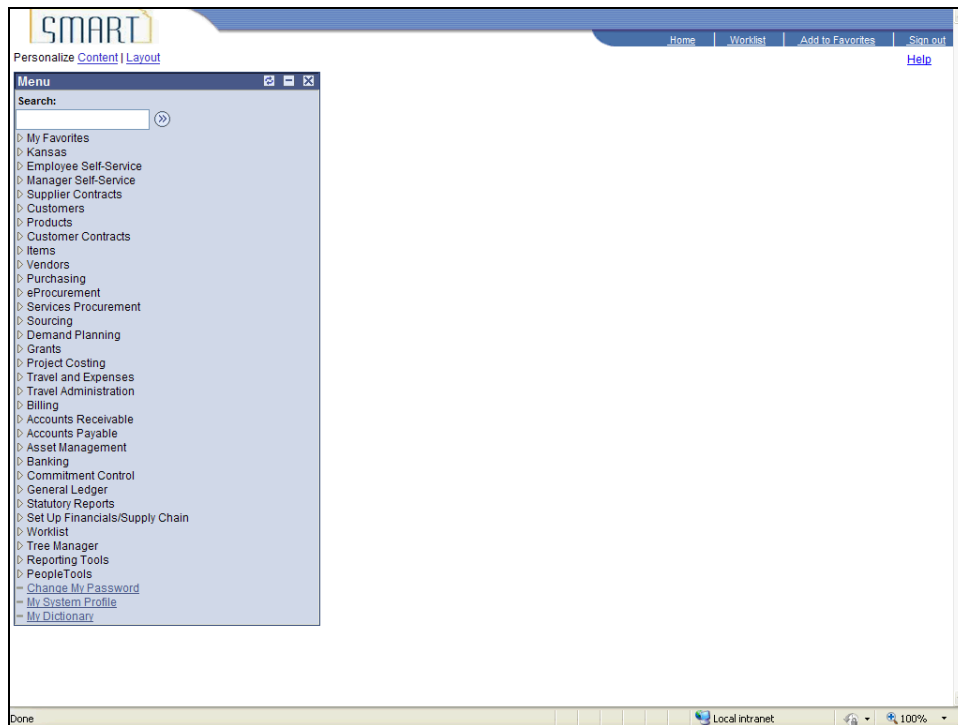 SMART
Home Worklist Add to Favorites Sign out
Personalize Content | Layout
Help
Menu
Search:
My Favorites
Kansas
Employee Self-Service
Manager Self-Service
Supplier Contracts
Customers
Products
Customer Contracts
Items
Vendors
Purchasing
eProcurement
Services Procurement
Sourcing
Demand Planning
Grants
Project Costing
Travel and Expenses
Travel Administration
Billing
Accounts Receivable
Accounts Payable
Asset Management
Banking
Commitment Control
General Ledger
Statutory Reports
Set Up Financials/Supply Chain
Worklist
Tree Manager
Reporting Tools
PeopleTools
Change My Password
My System Profile
My Dictionary
Done Local intranet 100%